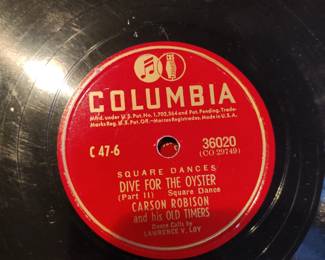 COLUMBIA
Mfrd. under U.S. Pat. No. 1,702,564 and Pat. Pending. Trade-
Marks Reg. U.S. Pat. Off.—Marcas Registradas. Made in U.S.A.
C 47-6
36020
(CO 29749)
SQUARE DANCES
DIVE FOR THE OYSTER
(Part II) Square Dance
CARSON ROBISON
and his OLD TIMERS
Dance Calls by
LAWRENCE V. LOY